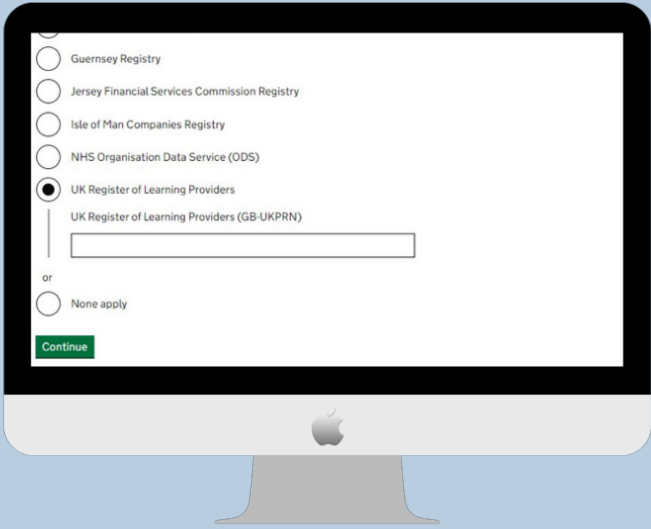 Guernsey Registry
Jersey Financial Services Commission Registry
Isle of Man Companies Registry
NHS Organisation Data Service (ODS)
UK Register of Learning Providers
UK Register of Learning Providers (GB-UKPRN)
or
None apply
Continue